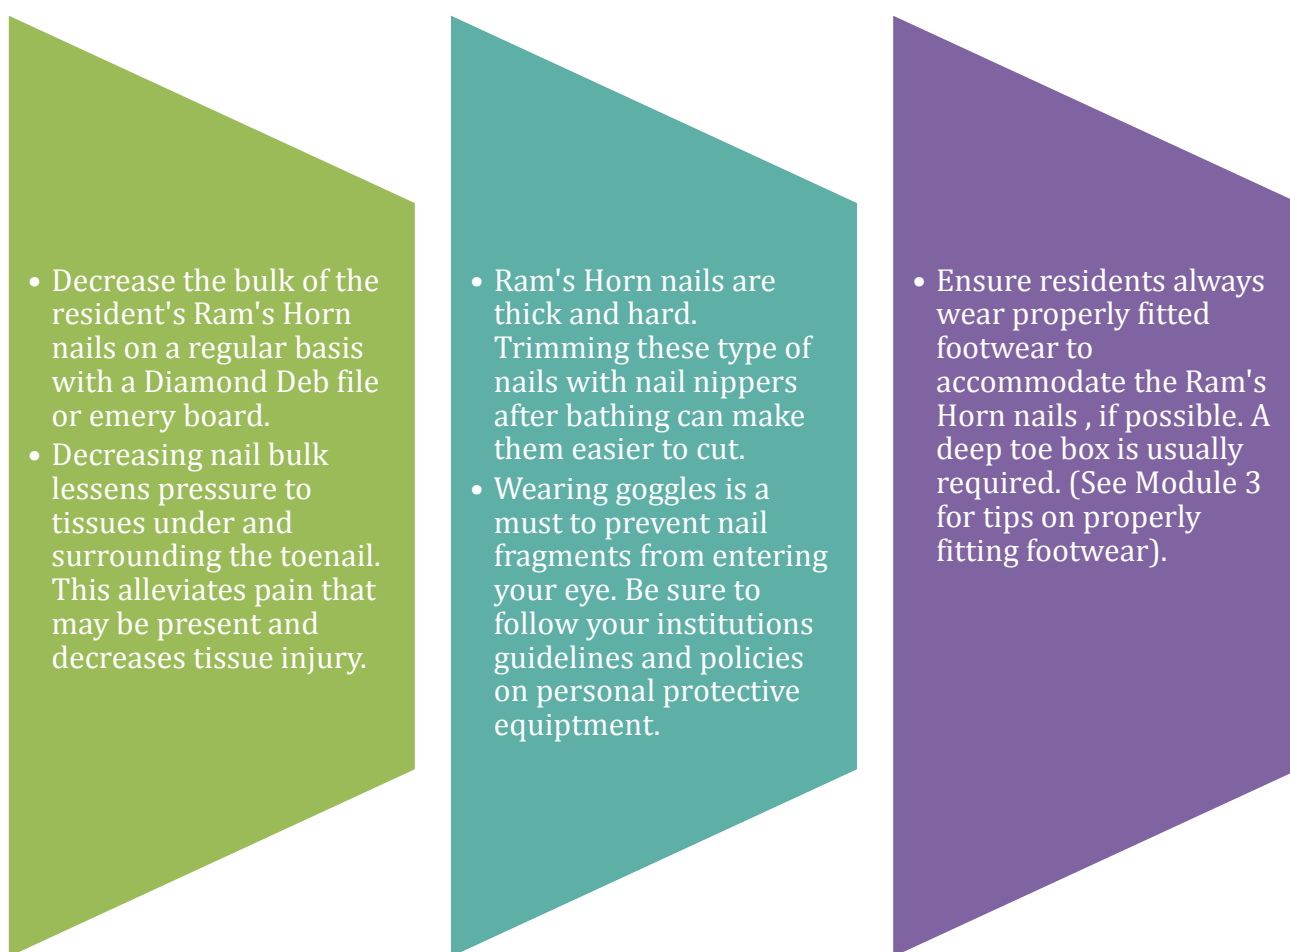 • Decrease the bulk of the
resident's Ram's Horn
nails on a regular basis
with a Diamond Deb file
or emery board.
• Decreasing nail bulk
lessens pressure to
tissues under and
surrounding the toenail.
This alleviates pain that
may be present and
decreases tissue injury.
• Ram's Horn nails are
thick and hard.
Trimming these type of
nails with nail nippers
after bathing can make
them easier to cut.
• Wearing goggles is a
must to prevent nail
fragments from entering
your eye. Be sure to
follow your institutions
guidelines and policies
on personal protective
equiptment.
• Ensure residents always
wear properly fitted
footwear to
accommodate the Ram's
Horn nails , if possible. A
deep toe box is usually
required. (See Module 3
for tips on properly
fitting footwear).